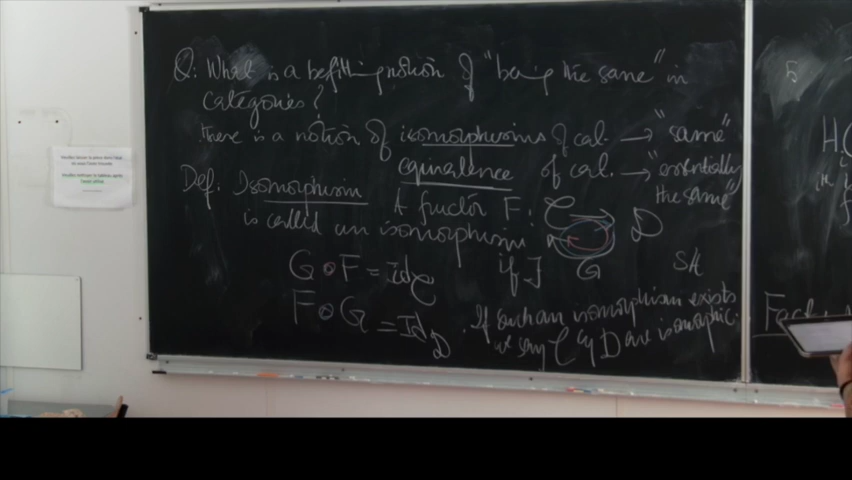 Q: What is a befitting notion of "being the same" in
categories?
There is a notion of isomorphisms of cat. → "same"
equivalence of cat. → "essentially
the same"
Def: Isomorphism A functor F: C → D
is called an isomorphism if ∃ G st
G∘F = Id_C
F∘G = Id_D
. If such an isomorphism exists
we say C & D are isomorphic.